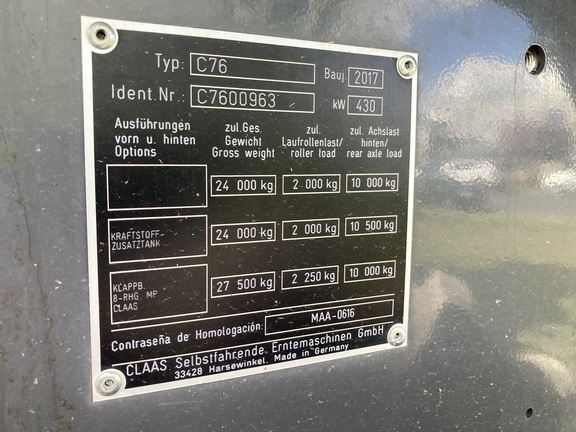 Typ: C76 Bauj. 2017
Ident.Nr.: C7600963 kW 430
Ausführungen zul.Ges. zul. zul. Achslast
vorn u. hinten Gewicht Laufrollenlast/ hinten/
Options Gross weight roller load rear axle load
24 000 kg 2 000 kg 10 000 kg
KRAFTSTOFF- 24 000 kg 2 000 kg 10 500 kg
ZUSATZTANK
KLAPPB. 27 500 kg 2 250 kg 10 000 kg
8-RHG. MP
CLAAS
Contraseña de Homologación: MAA-0616
CLAAS Selbstfahrende Erntemaschinen GmbH
33428 Harsewinkel. Made in Germany